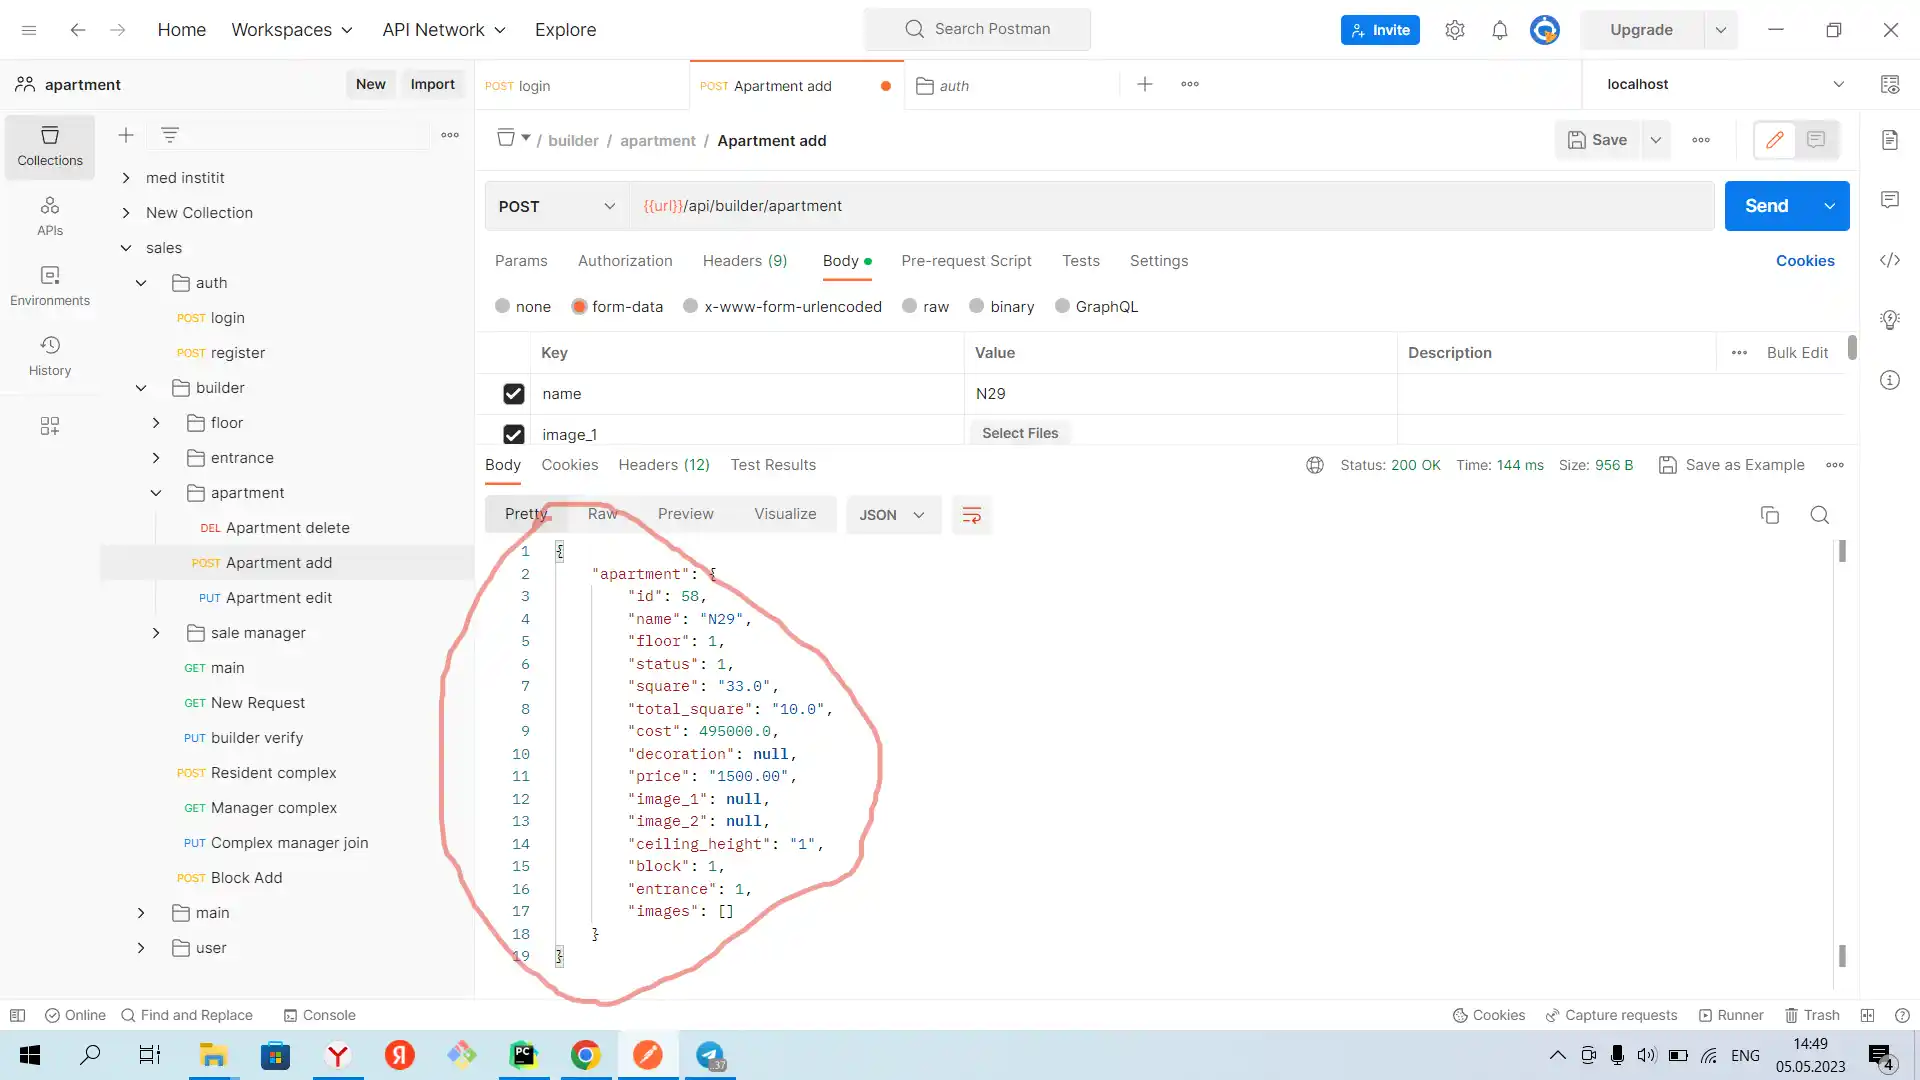 Home Workspaces API Network Explore Search Postman Invite Upgrade
apartment New Import POST login POST Apartment add auth localhost
/ builder / apartment / Apartment add Save
Collections
APIs
Environments
History
med institit
New Collection
sales
auth
POST login
POST register
builder
floor
entrance
apartment
DEL Apartment delete
POST Apartment add
PUT Apartment edit
sale manager
GET main
GET New Request
PUT builder verify
POST Resident complex
GET Manager complex
PUT Complex manager join
POST Block Add
main
user
POST {{url}}/api/builder/apartment Send
Params Authorization Headers (9) Body Pre-request Script Tests Settings Cookies
none form-data x-www-form-urlencoded raw binary GraphQL
Key Value Description Bulk Edit
name N29
image_1 Select Files
Body Cookies Headers (12) Test Results Status: 200 OK Time: 144 ms Size: 956 B Save as Example
Pretty Raw Preview Visualize JSON
1 {
2 "apartment": {
3 "id": 58,
4 "name": "N29",
5 "floor": 1,
6 "status": 1,
7 "square": "33.0",
8 "total_square": "10.0",
9 "cost": 495000.0,
10 "decoration": null,
11 "price": "1500.00",
12 "image_1": null,
13 "image_2": null,
14 "ceiling_height": "1",
15 "block": 1,
16 "entrance": 1,
17 "images": []
18 }
19 }
Online Find and Replace Console Cookies Capture requests Runner Trash
Y Я PC 37 ENG 14:49
05.05.2023 4